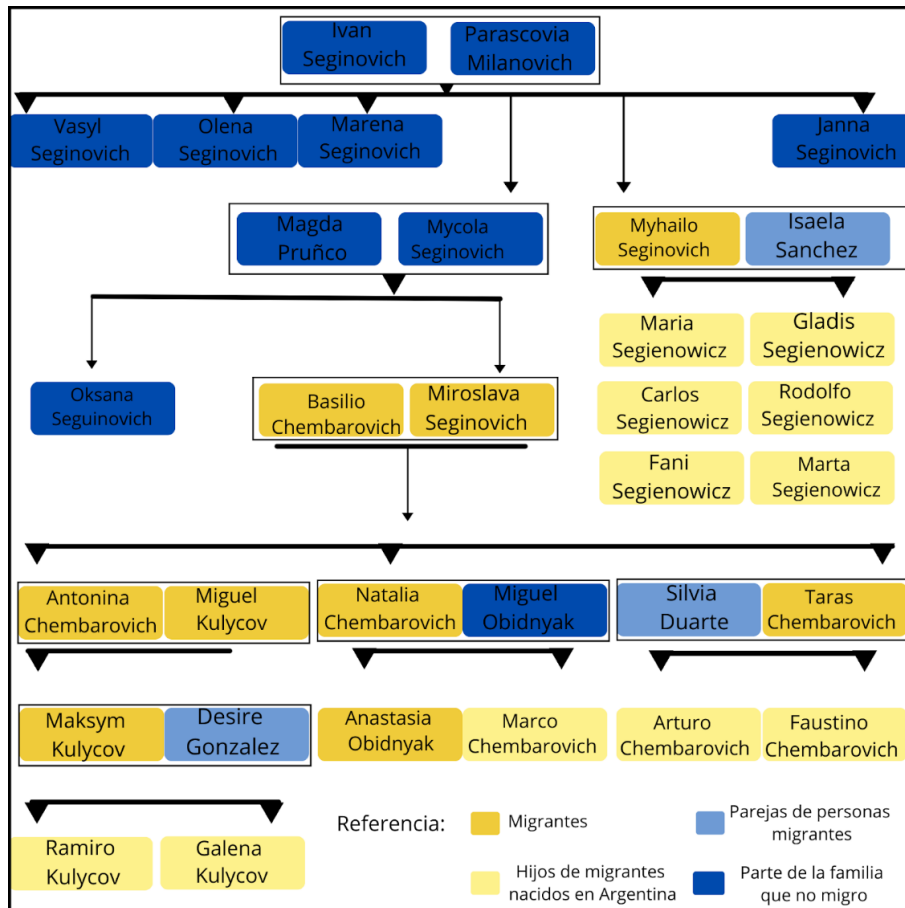 Ivan
Seginovich
Parascovia
Milanovich
Vasyl
Seginovich
Olena
Seginovich
Marena
Seginovich
Janna
Seginovich
Magda
Pruñco
Mycola
Seginovich
Myhailo
Seginovich
Isaela
Sanchez
Maria
Segienowicz
Gladis
Segienowicz
Oksana
Seguinovich
Basilio
Chembarovich
Miroslava
Seginovich
Carlos
Segienowicz
Rodolfo
Segienowicz
Fani
Segienowicz
Marta
Segienowicz
Antonina
Chembarovich
Miguel
Kulycov
Natalia
Chembarovich
Miguel
Obidnyak
Silvia
Duarte
Taras
Chembarovich
Maksym
Kulycov
Desire
Gonzalez
Anastasia
Obidnyak
Marco
Chembarovich
Arturo
Chembarovich
Faustino
Chembarovich
Ramiro
Kulycov
Galena
Kulycov
Referencia:
Migrantes
Parejas de personas
migrantes
Hijos de migrantes
nacidos en Argentina
Parte de la familia
que no migro